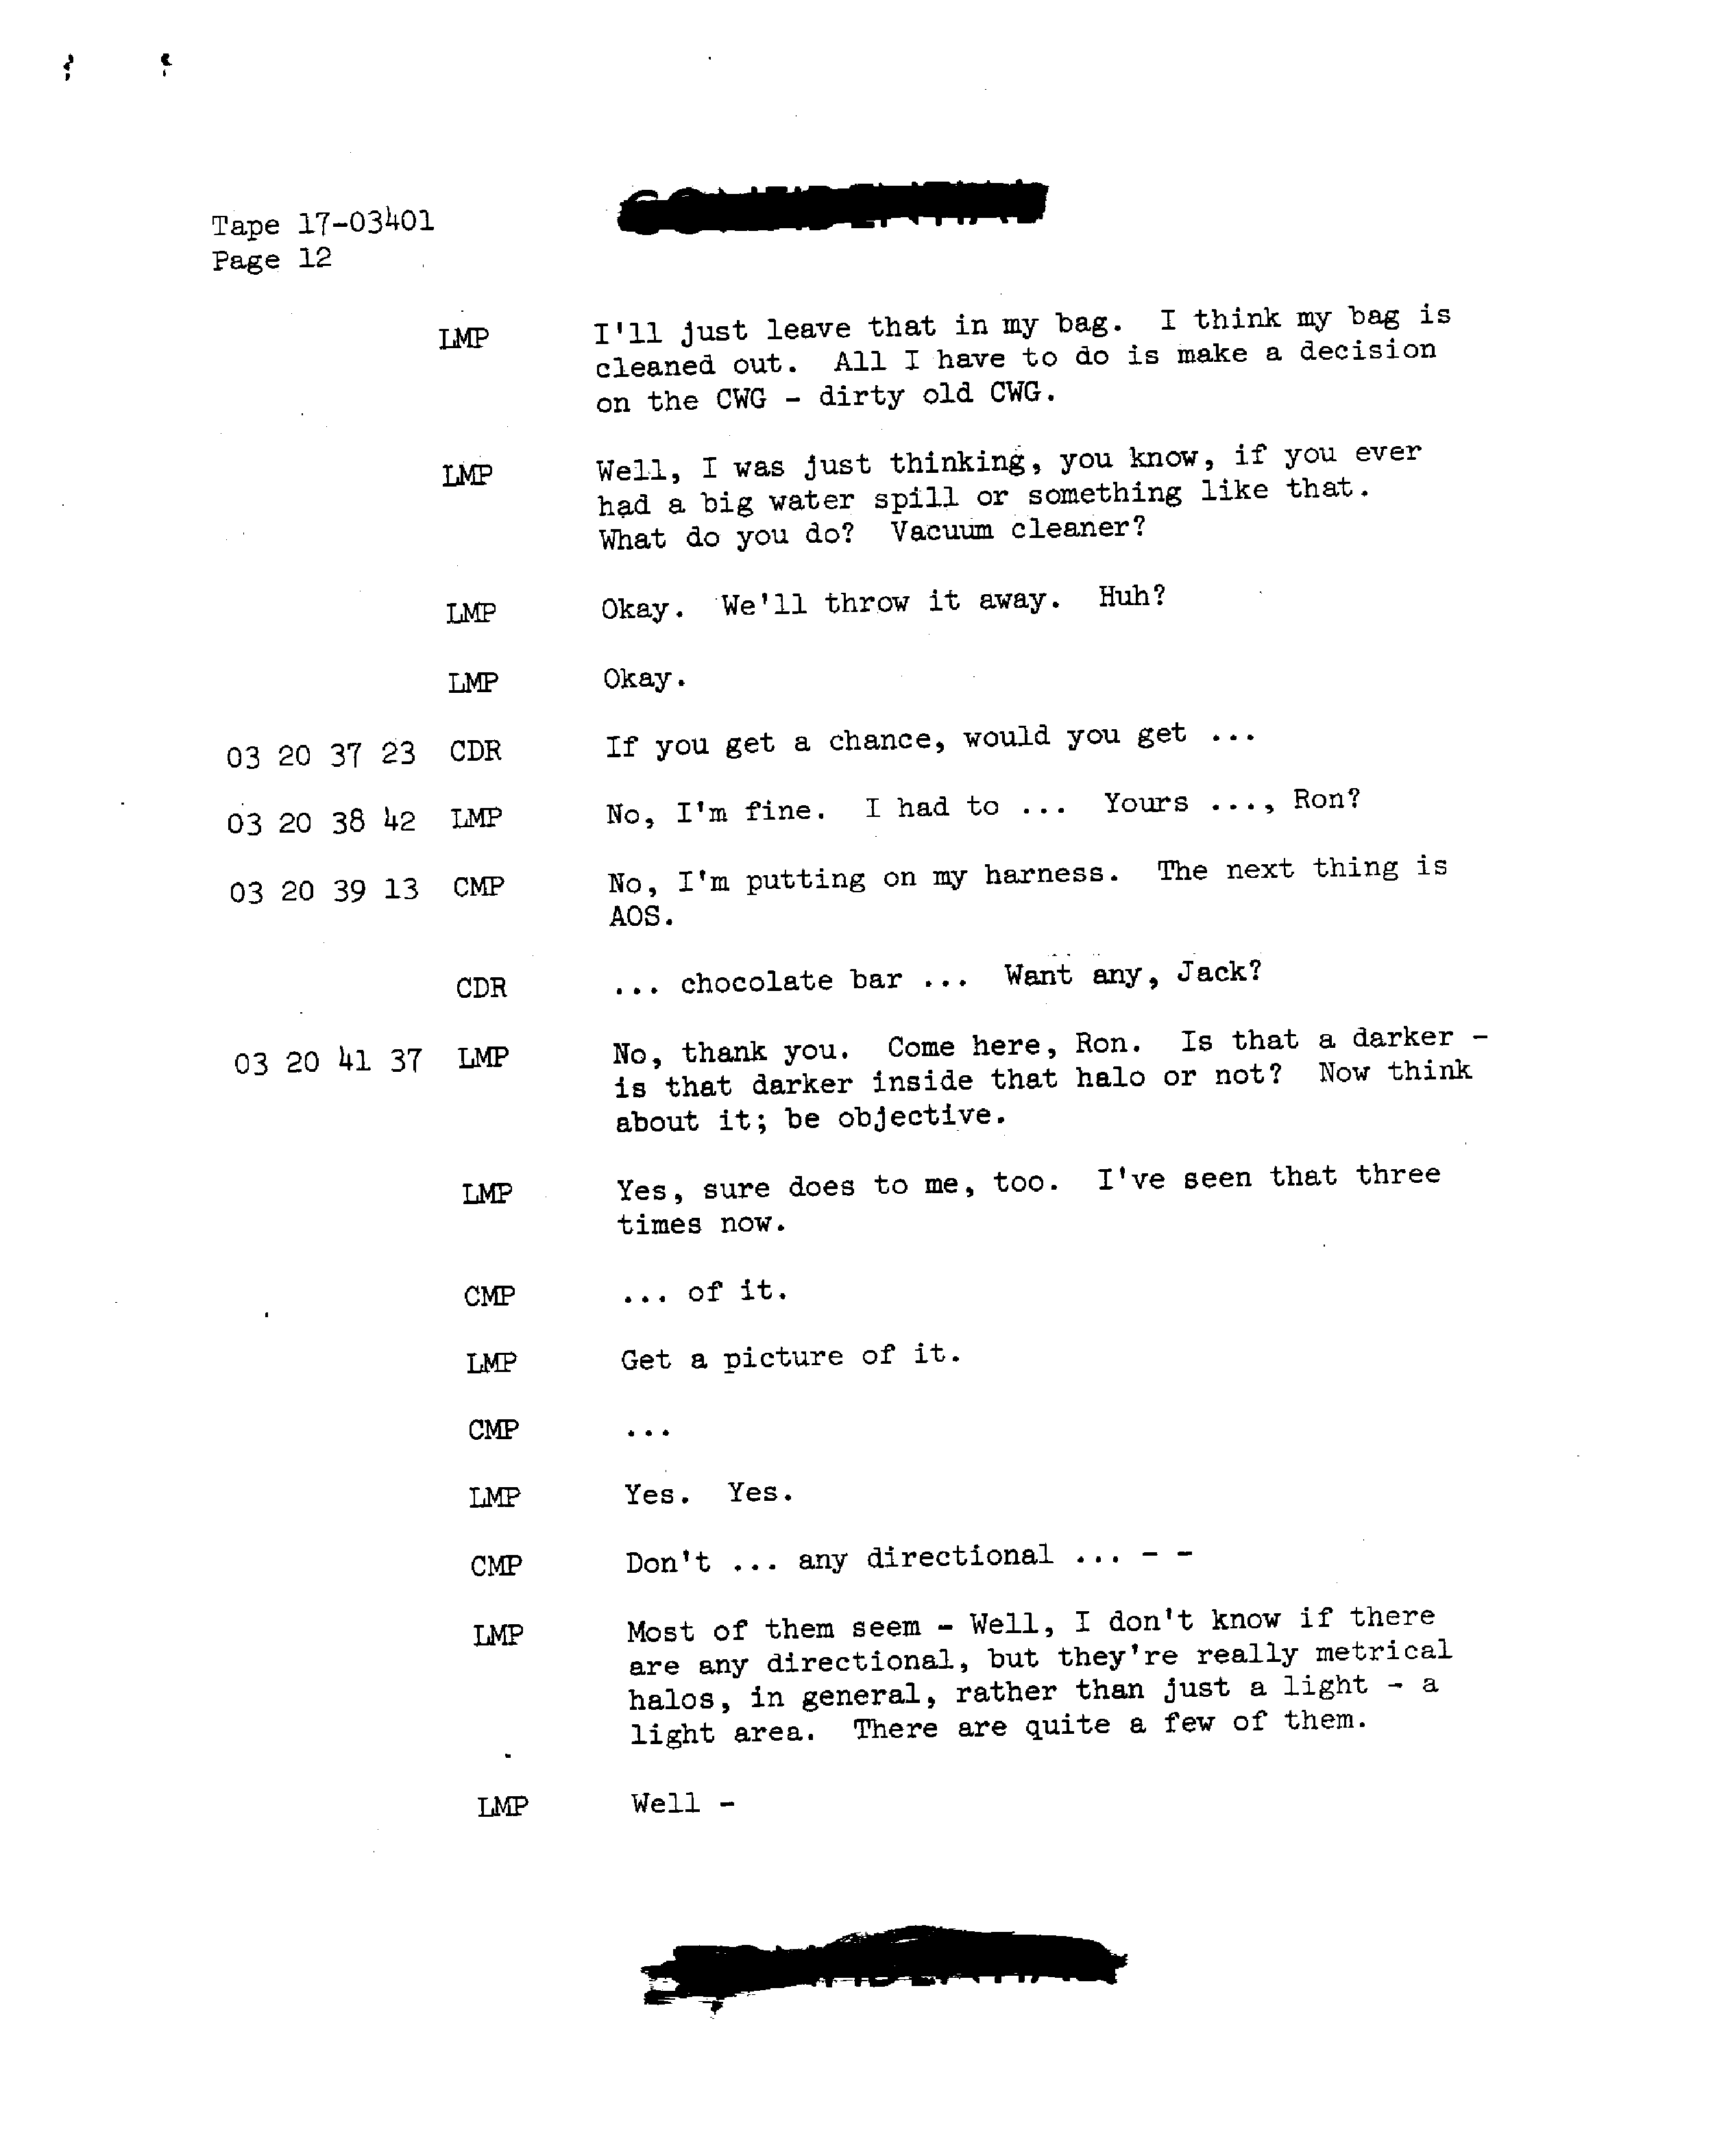 Tape 17-03401
Page 12
LMP I'll just leave that in my bag. I think my bag is
cleaned out. All I have to do is make a decision
on the CWG - dirty old CWG.
LMP Well, I was just thinking, you know, if you ever
had a big water spill or something like that.
What do you do? Vacuum cleaner?
LMP Okay. We'll throw it away. Huh?
LMP Okay.
03 20 37 23 CDR If you get a chance, would you get ...
03 20 38 42 LMP No, I'm fine. I had to ... Yours ..., Ron?
03 20 39 13 CMP No, I'm putting on my harness. The next thing is
AOS.
CDR ... chocolate bar ... Want any, Jack?
03 20 41 37 LMP No, thank you. Come here, Ron. Is that a darker -
is that darker inside that halo or not? Now think
about it; be objective.
LMP Yes, sure does to me, too. I've seen that three
times now.
CMP ... of it.
LMP Get a picture of it.
CMP ...
LMP Yes. Yes.
CMP Don't ... any directional ... - -
LMP Most of them seem - Well, I don't know if there
are any directional, but they're really metrical
halos, in general, rather than just a light - a
light area. There are quite a few of them.
LMP Well -